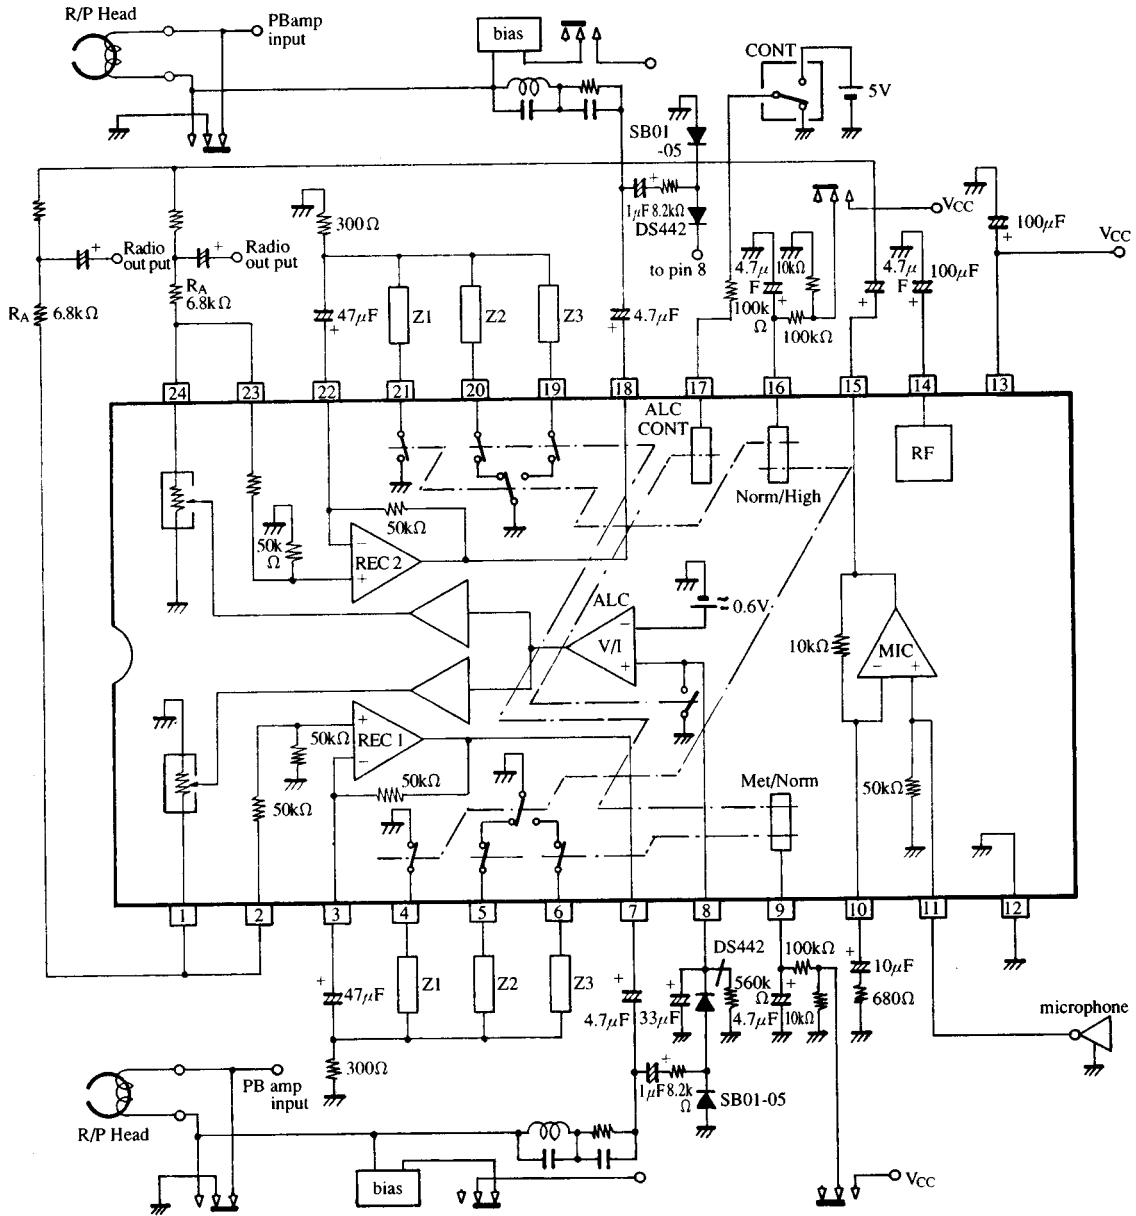 R/P Head
PBamp
input
bias
CONT
5V
SB01
-05
1μF 8.2kΩ
DS442
to pin 8
VCC
100μF
VCC
300Ω
Radio
out put
Radio
out put
RA 6.8kΩ
RA
6.8kΩ
47μF
Z1
Z2
Z3
4.7μF
100k
Ω
4.7μ
F
10kΩ
100kΩ
4.7μ
F
100μF
24
23
22
21
20
19
18
17
16
15
14
13
ALC
CONT
Norm/High
RF
50kΩ
50k
Ω
REC 2
−
+
ALC
V/I
−
+
≈ 0.6V
10kΩ
MIC
−
+
50kΩ
REC 1
+
−
50kΩ
50kΩ
50kΩ
Met/Norm
50kΩ
1
2
3
4
5
6
7
8
9
10
11
12
47μF
Z1
Z2
Z3
4.7μF
33μF
DS442
560k
Ω
4.7μF
100kΩ
10kΩ
10μF
680Ω
microphone
300Ω
1μF 8.2k
Ω
SB01-05
PB amp
input
R/P Head
bias
VCC